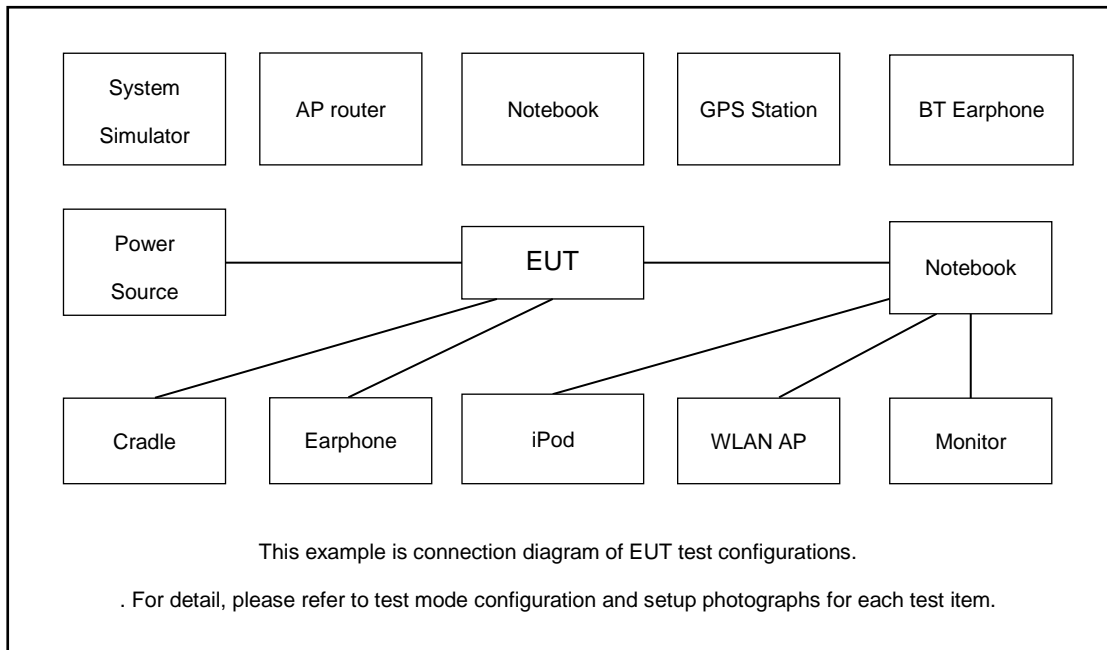 System
Simulator
AP router
Notebook
GPS Station
BT Earphone
Power
Source
EUT
Notebook
Cradle
Earphone
iPod
WLAN AP
Monitor
This example is connection diagram of EUT test configurations.
. For detail, please refer to test mode configuration and setup photographs for each test item.